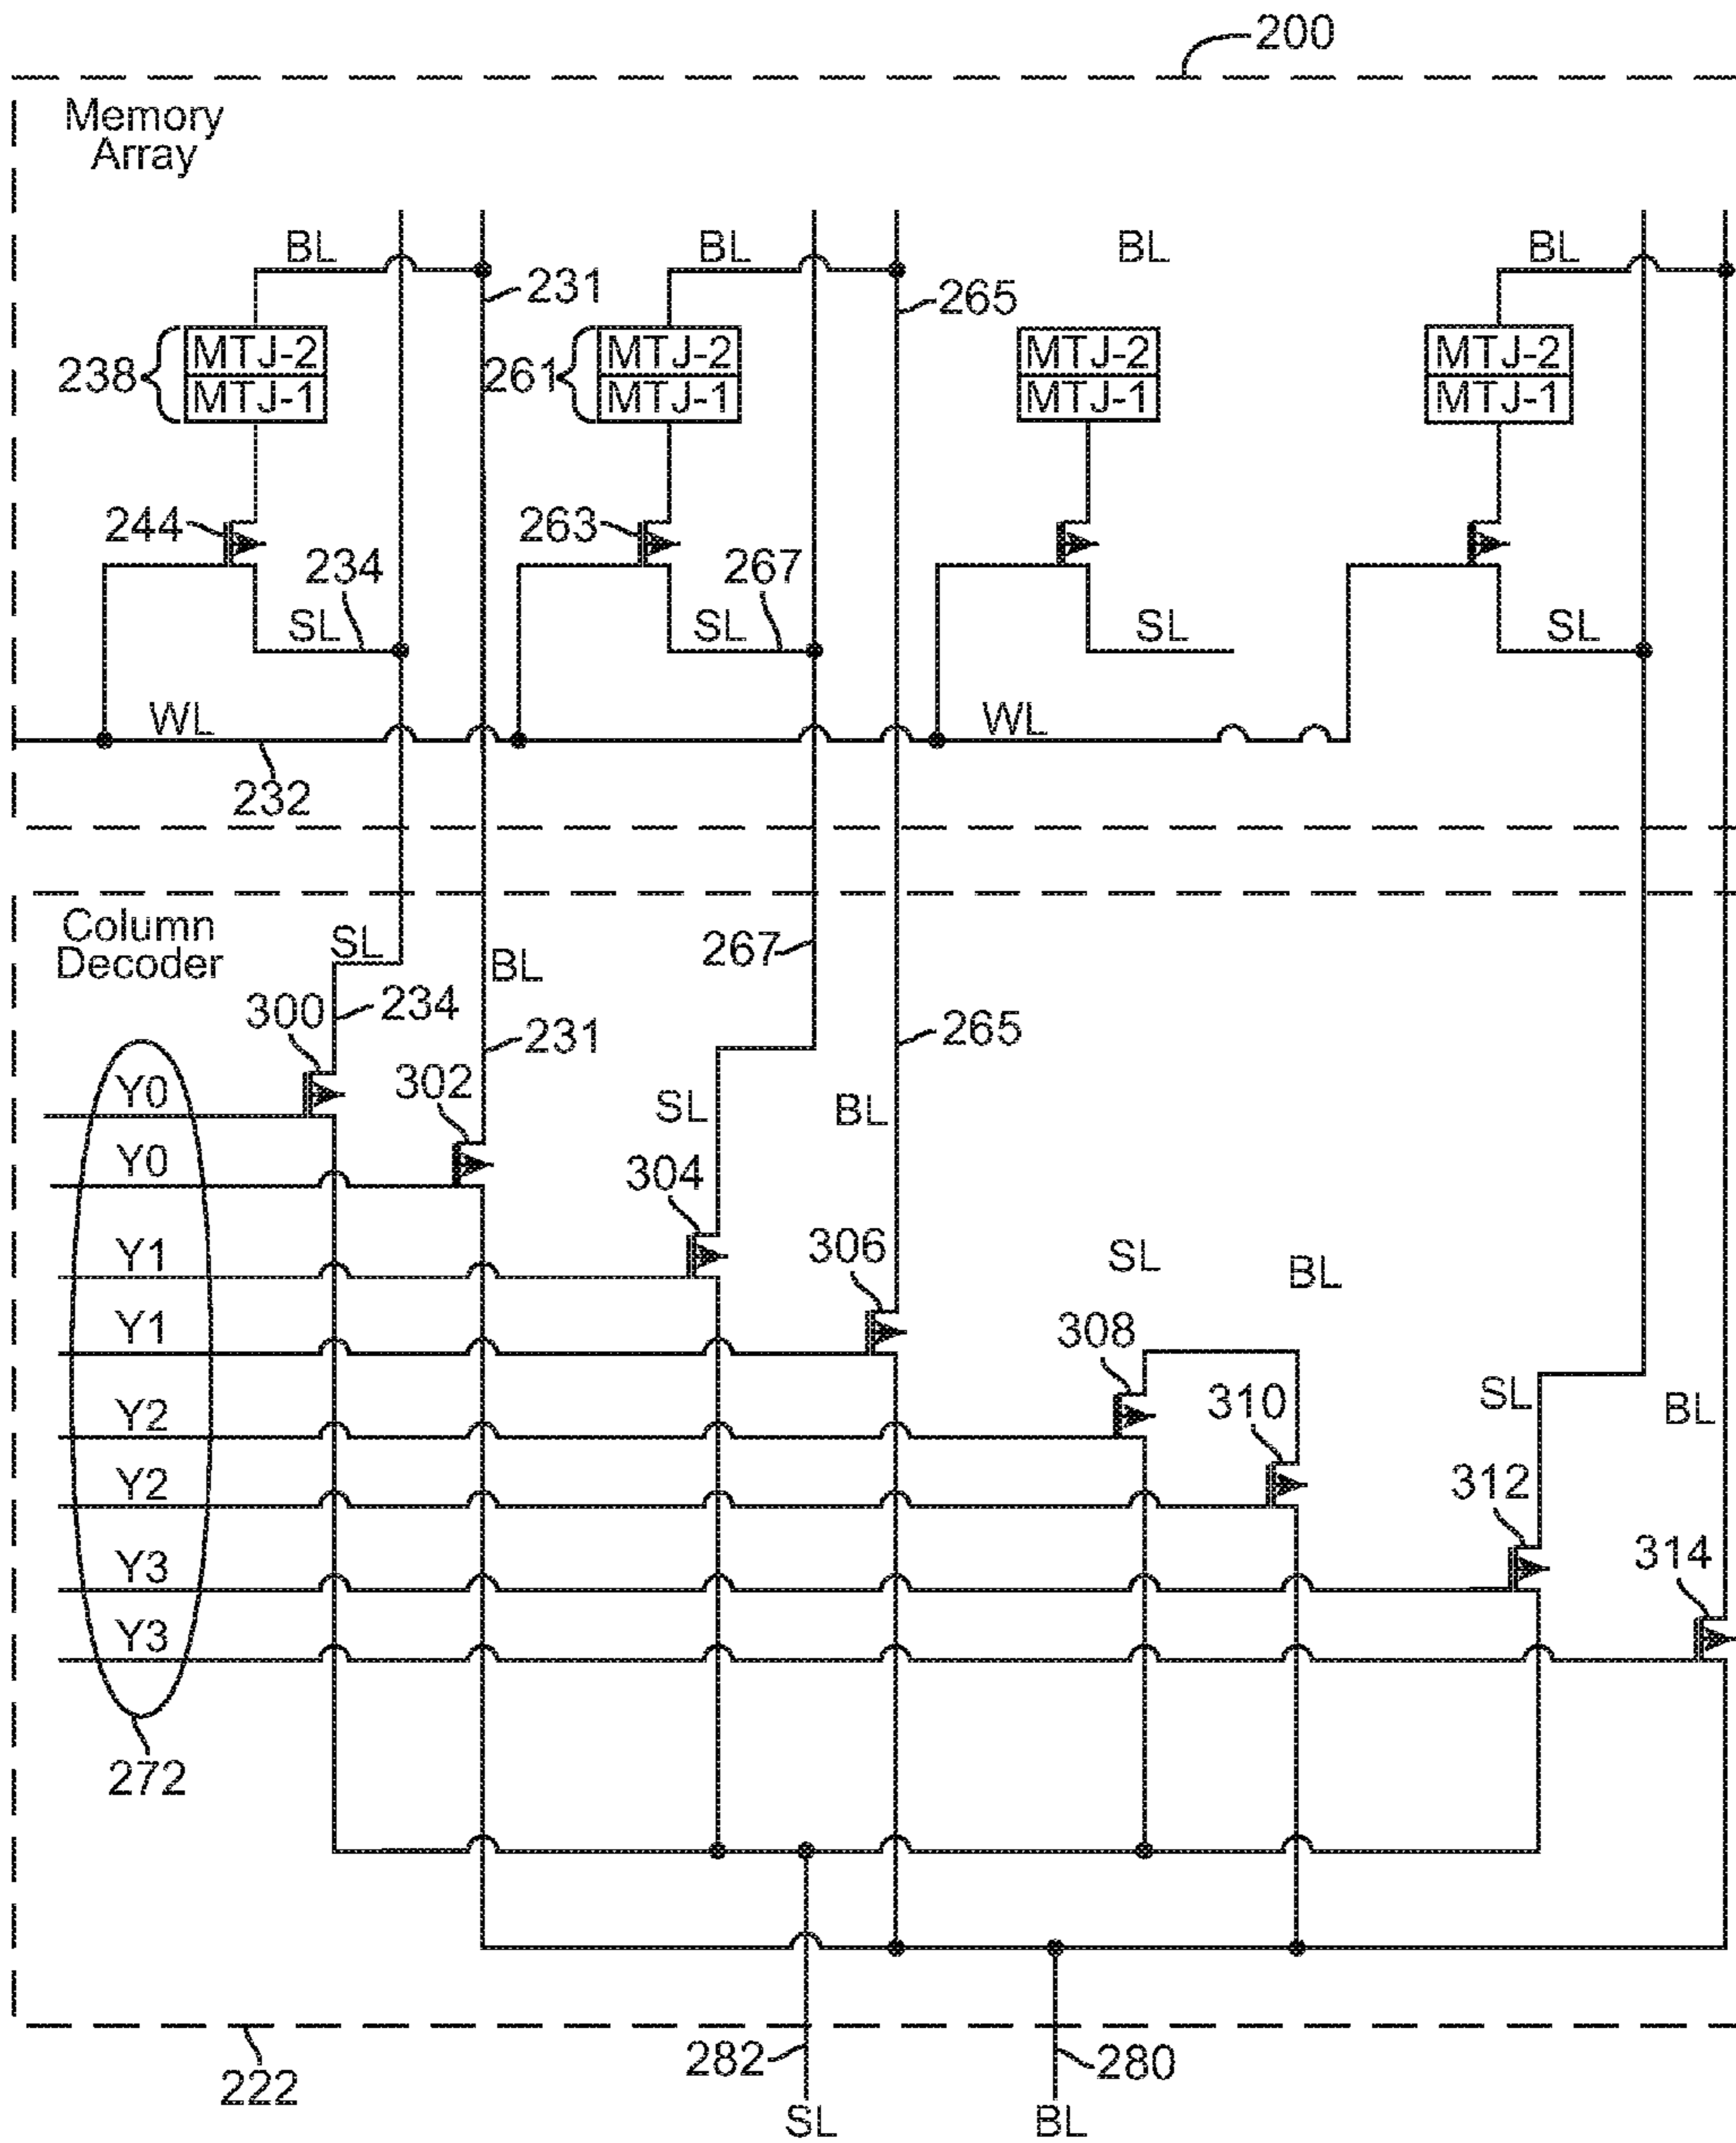 200
Memory
Array
BL
BL
BL
BL
231
265
238
MTJ-2
261
MTJ-2
MTJ-2
MTJ-2
MTJ-1
MTJ-1
MTJ-1
MTJ-1
244
234
263
267
SL
SL
SL
SL
WL
WL
232
Column
Decoder
SL
BL
267
300
234
231
265
302
Y0
SL
BL
Y0
304
Y1
306
SL
BL
Y1
308
310
SL
BL
Y2
312
Y2
314
Y3
Y3
272
222
282
280
SL
BL